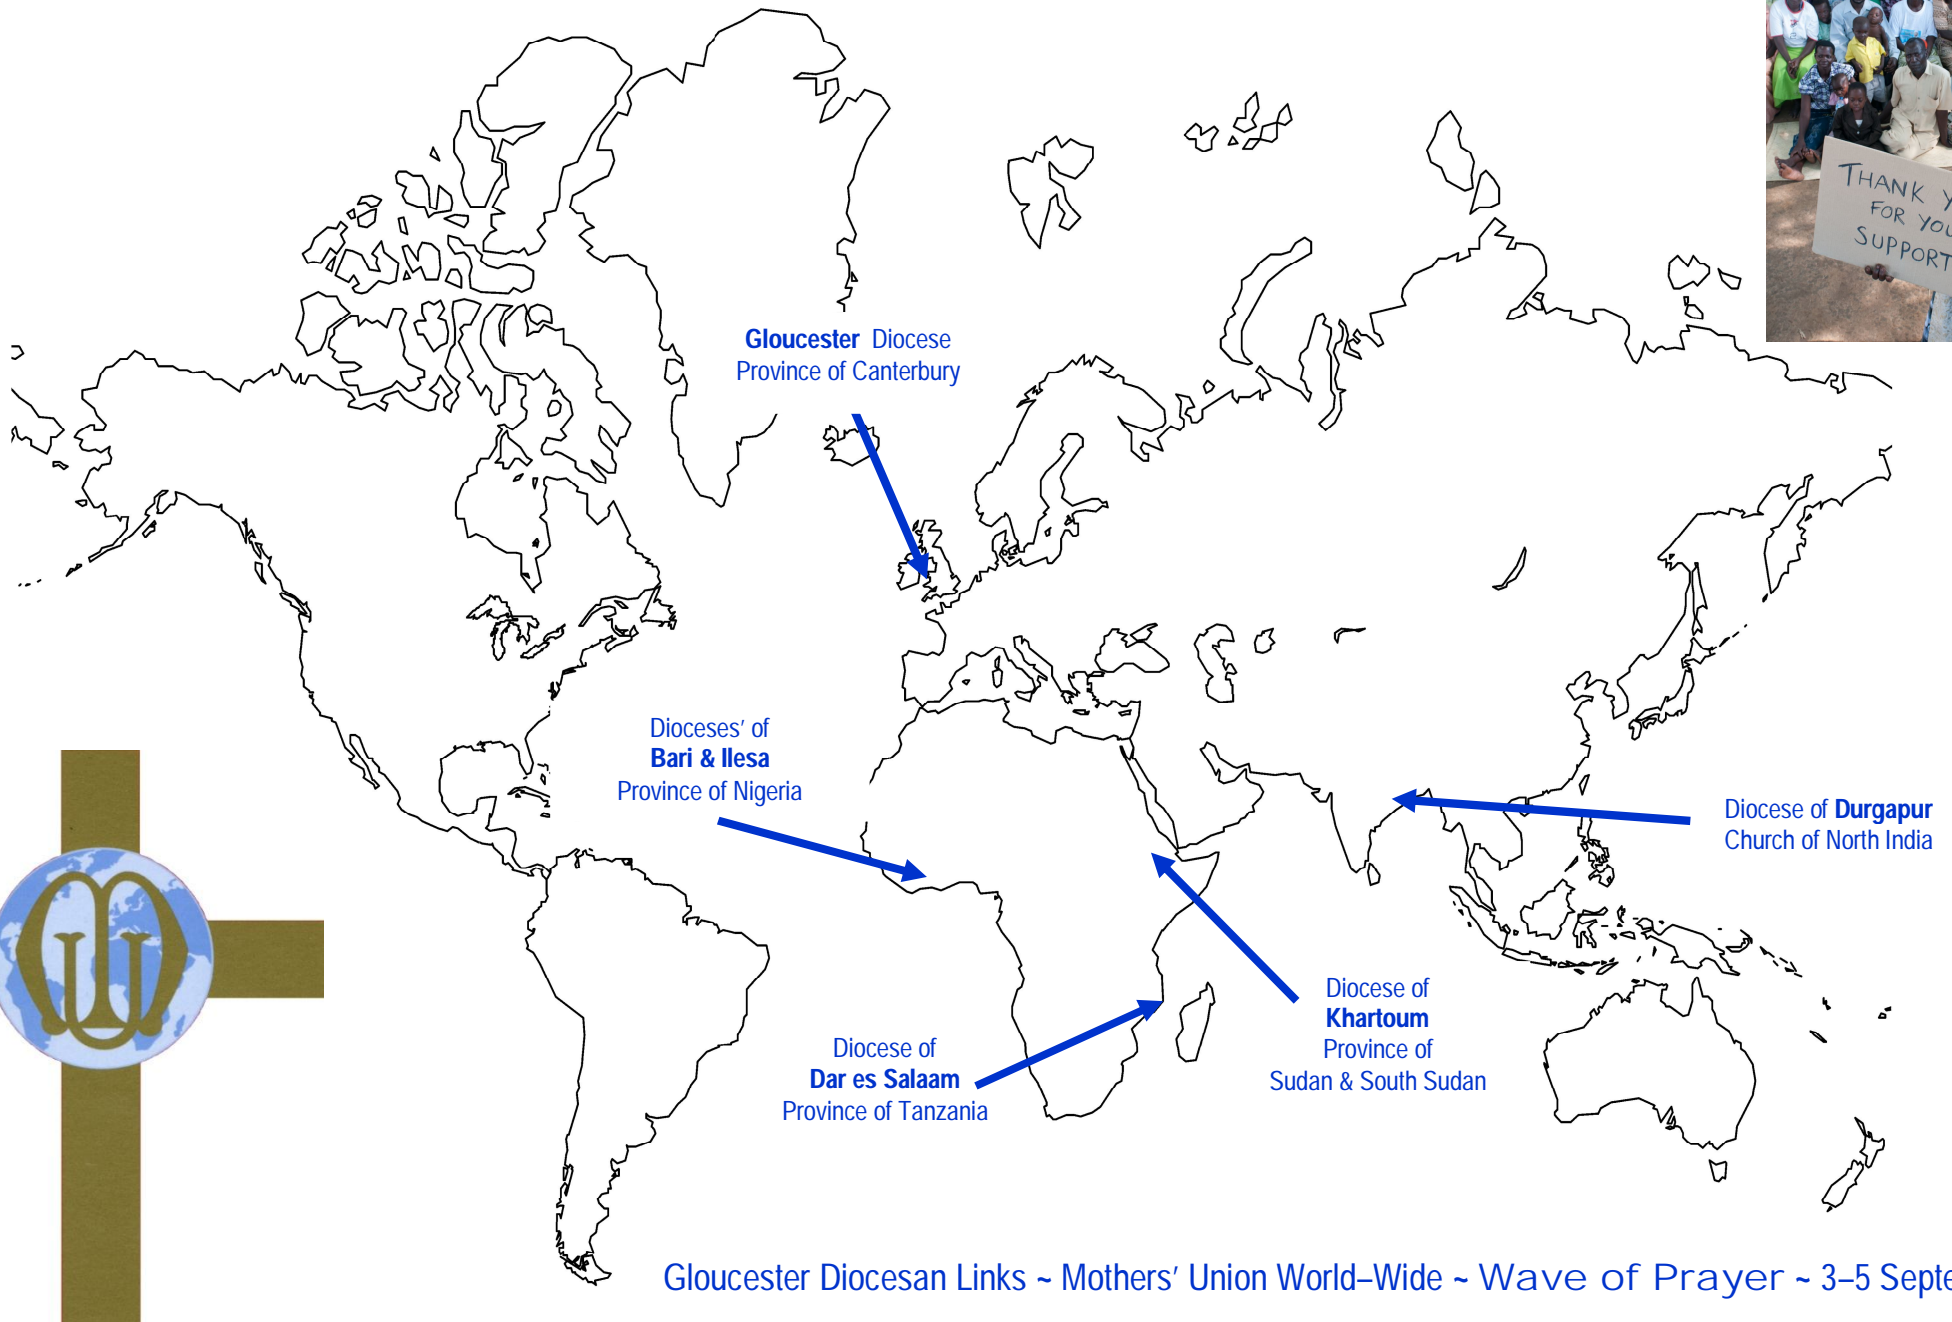 THANK
FOR
SUPPORT
Gloucester Diocese
Province of Canterbury
Dioceses' of
Bari & Ilesa
Province of Nigeria
Diocese of Durgapur
Church of North India
Diocese of
Khartoum
Province of
Sudan & South Sudan
Diocese of
Dar es Salaam
Province of Tanzania
MU
Gloucester Diocesan Links ~ Mothers' Union World–Wide ~ Wave of Prayer ~ 3–5